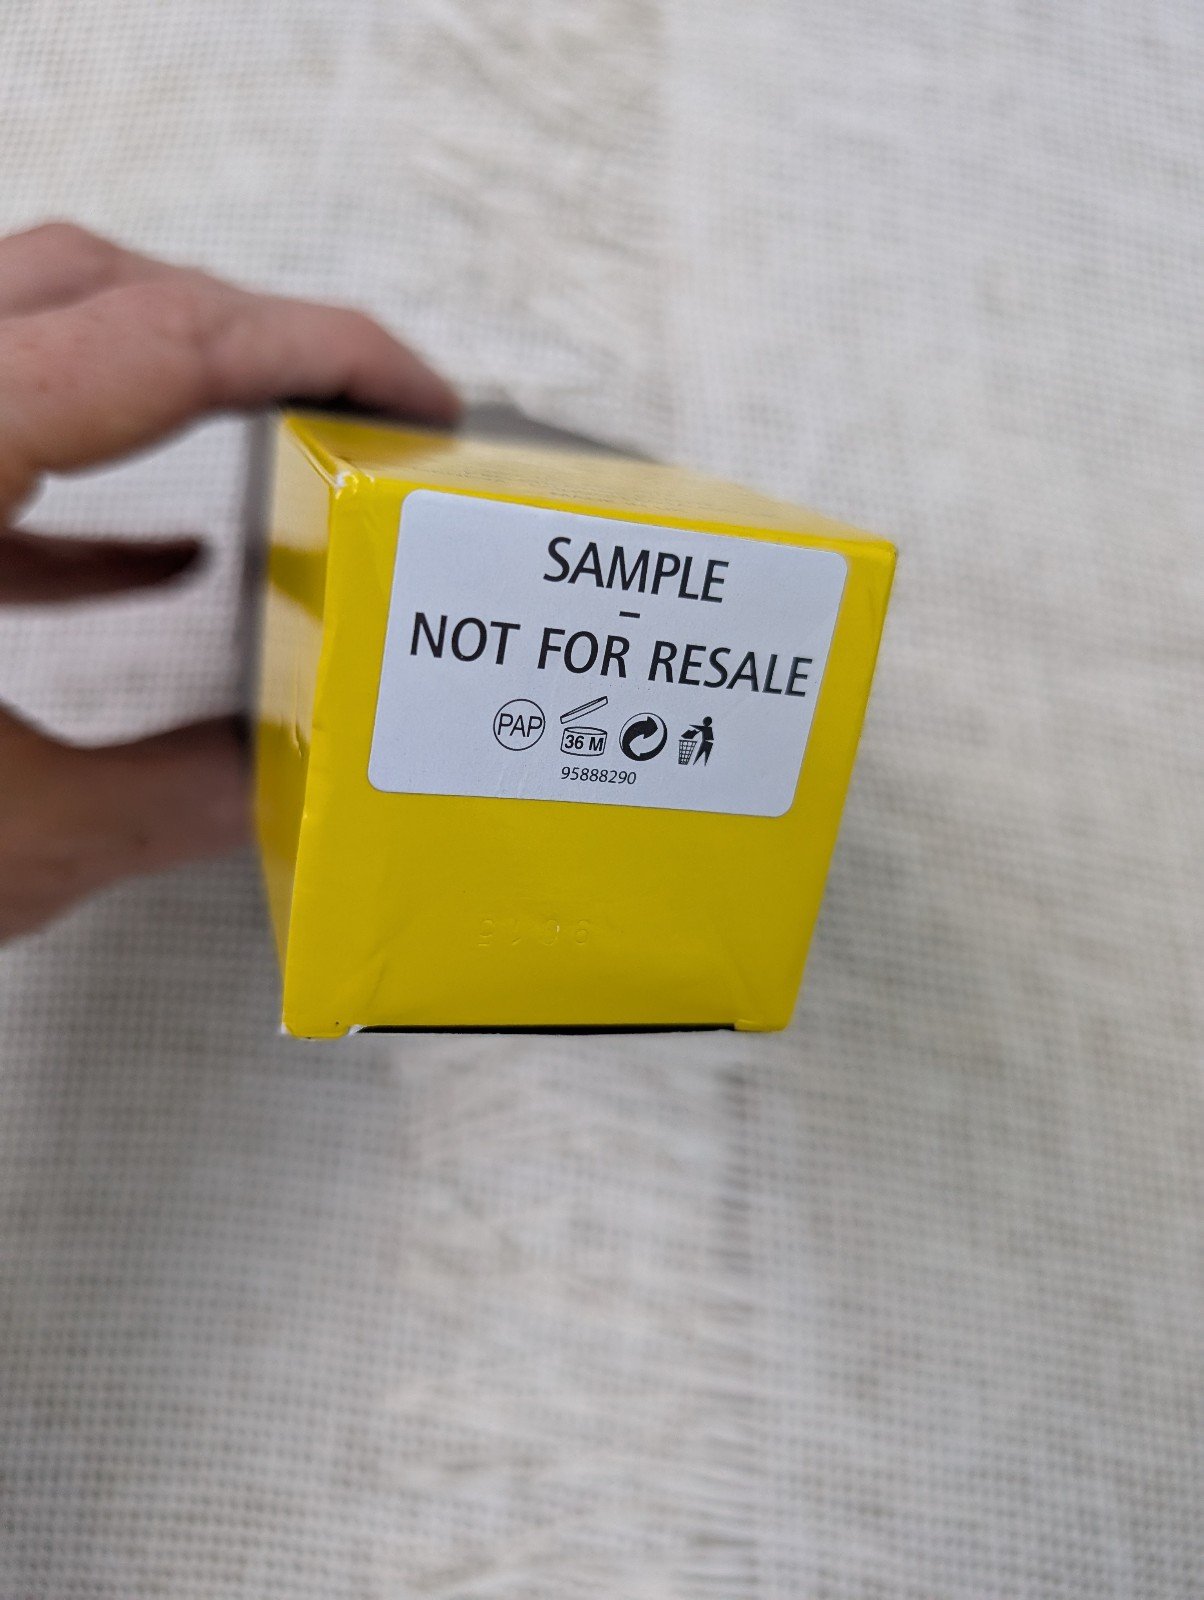 SAMPLE
–
NOT FOR RESALE
PAP
36 M
95888290